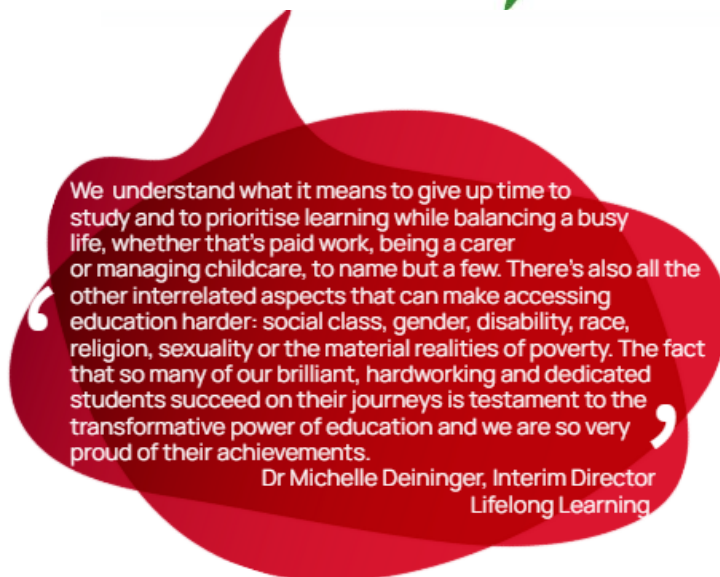 We understand what it means to give up time to
study and to prioritise learning while balancing a busy
life, whether that's paid work, being a carer
or managing childcare, to name but a few. There's also all the
‘ other interrelated aspects that can make accessing
education harder: social class, gender, disability, race,
religion, sexuality or the material realities of poverty. The fact
that so many of our brilliant, hardworking and dedicated
students succeed on their journeys is testament to the
transformative power of education and we are so very ’
proud of their achievements.
Dr Michelle Deininger, Interim Director
Lifelong Learning